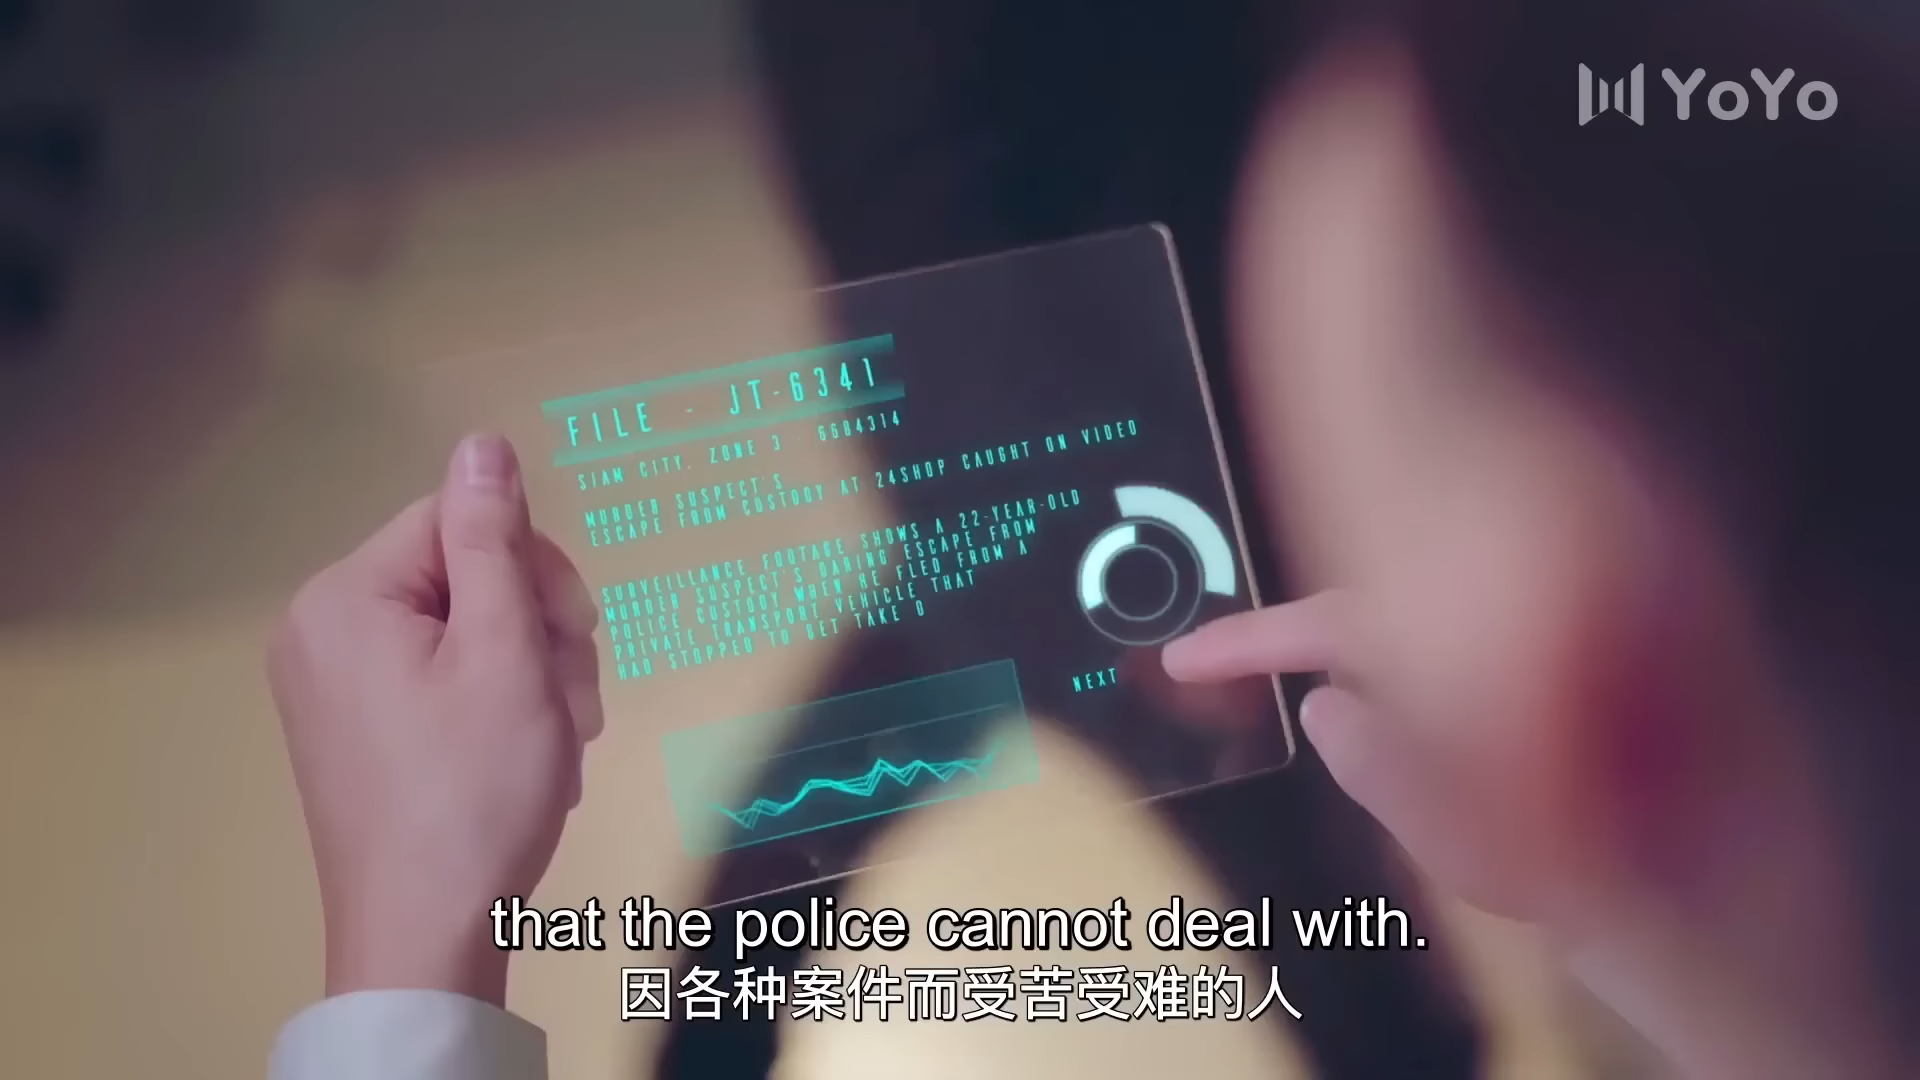 YoYo
FILE - JT-6341
SIAM CITY, ZONE 3 - 6684314
MURDER SUSPECT'S
ESCAPE FROM CUSTODY AT 24SHOP CAUGHT ON VIDEO
SURVEILLANCE FOOTAGE SHOWS A 22-YEAR-OLD
MURDER SUSPECT'S DARING ESCAPE FROM
POLICE CUSTODY WHEN HE FLED FROM A
PRIVATE TRANSPORT VEHICLE THAT
HAD STOPPED TO GET TAKE O
NEXT
that the police cannot deal with.
因各种案件而受苦受难的人